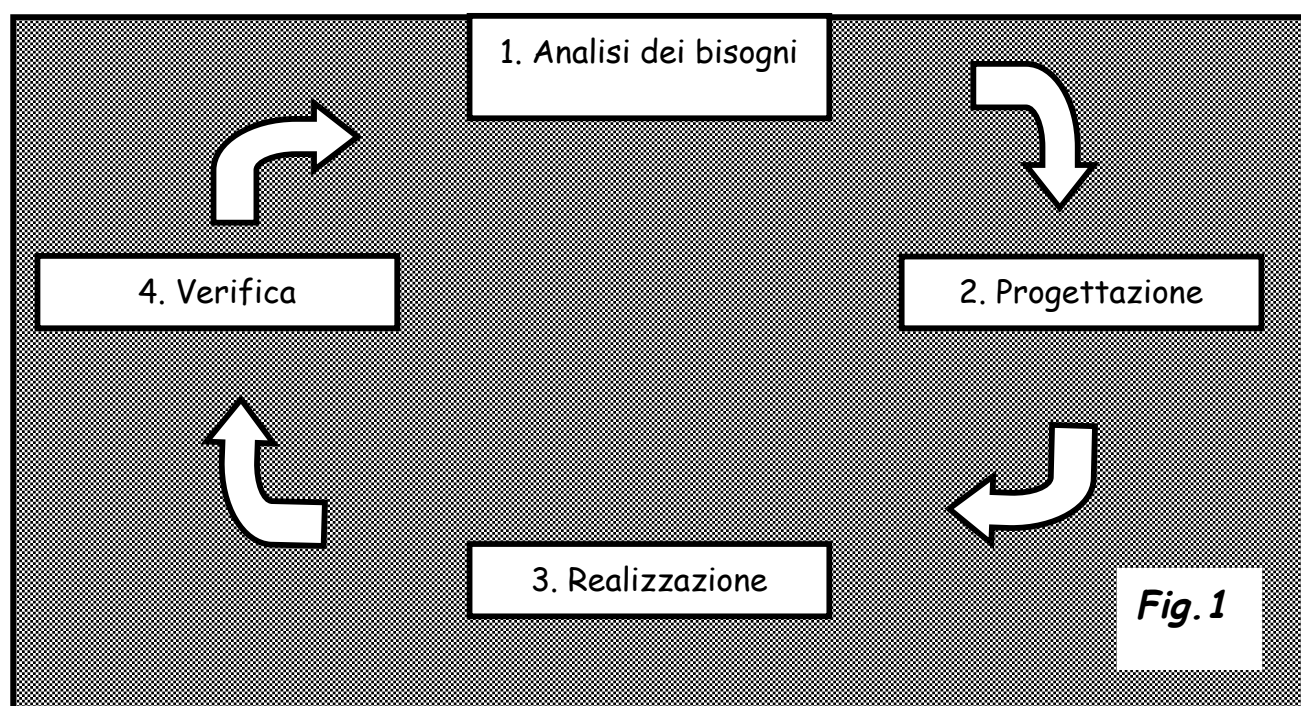 1. Analisi dei bisogni
4. Verifica
2. Progettazione
3. Realizzazione
Fig.1